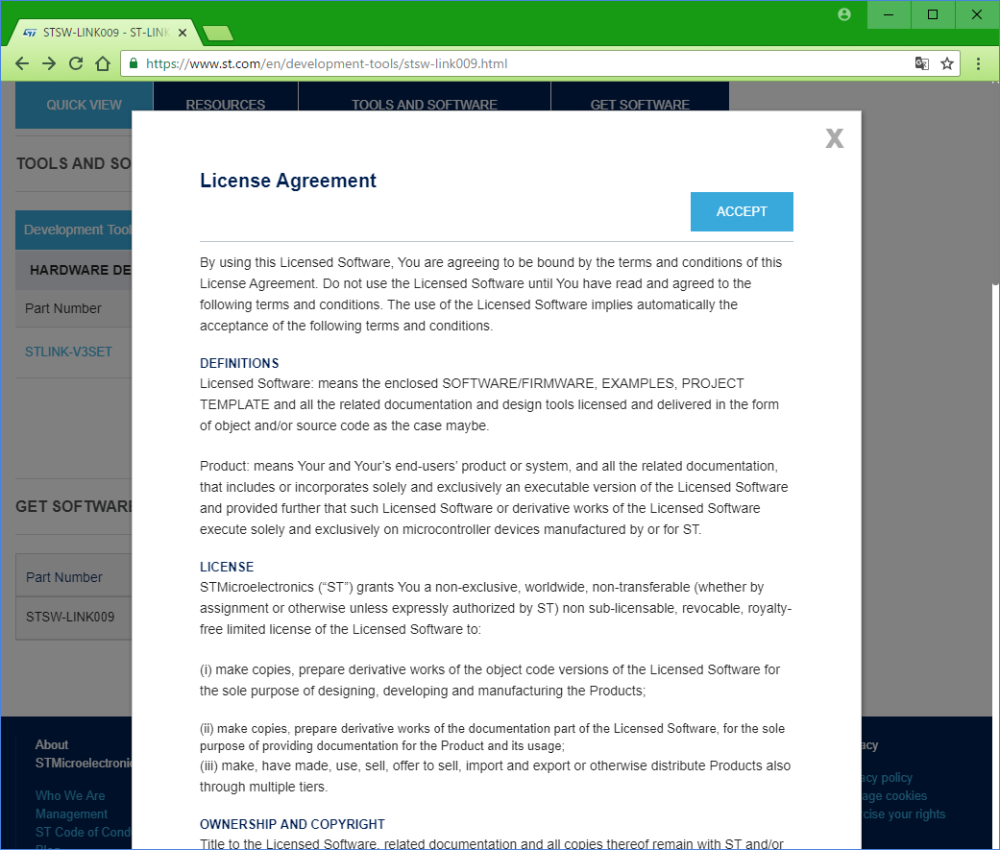 STSW-LINK009 - ST-LINK
https://www.st.com/en/development-tools/stsw-link009.html
QUICK VIEW RESOURCES TOOLS AND SOFTWARE GET SOFTWARE
X
TOOLS AND SO
License Agreement
ACCEPT
Development Tool
HARDWARE DE
Part Number
STLINK-V3SET
By using this Licensed Software, You are agreeing to be bound by the terms and conditions of this
License Agreement. Do not use the Licensed Software until You have read and agreed to the
following terms and conditions. The use of the Licensed Software implies automatically the
acceptance of the following terms and conditions.
DEFINITIONS
Licensed Software: means the enclosed SOFTWARE/FIRMWARE, EXAMPLES, PROJECT
TEMPLATE and all the related documentation and design tools licensed and delivered in the form
of object and/or source code as the case maybe.
Product: means Your and Your’s end-users’ product or system, and all the related documentation,
that includes or incorporates solely and exclusively an executable version of the Licensed Software
and provided further that such Licensed Software or derivative works of the Licensed Software
execute solely and exclusively on microcontroller devices manufactured by or for ST.
GET SOFTWARE
Part Number
STSW-LINK009
LICENSE
STMicroelectronics (“ST”) grants You a non-exclusive, worldwide, non-transferable (whether by
assignment or otherwise unless expressly authorized by ST) non sub-licensable, revocable, royalty-
free limited license of the Licensed Software to:
(i) make copies, prepare derivative works of the object code versions of the Licensed Software for
the sole purpose of designing, developing and manufacturing the Products;
(ii) make copies, prepare derivative works of the documentation part of the Licensed Software, for the sole
purpose of providing documentation for the Product and its usage;
(iii) make, have made, use, sell, offer to sell, import and export or otherwise distribute Products also
through multiple tiers.
OWNERSHIP AND COPYRIGHT
Title to the Licensed Software, related documentation and all copies thereof remain with ST and/or
About
STMicroelectronic
Who We Are
Management
ST Code of Cond
Blog
acy
acy policy
age cookies
rcise your rights